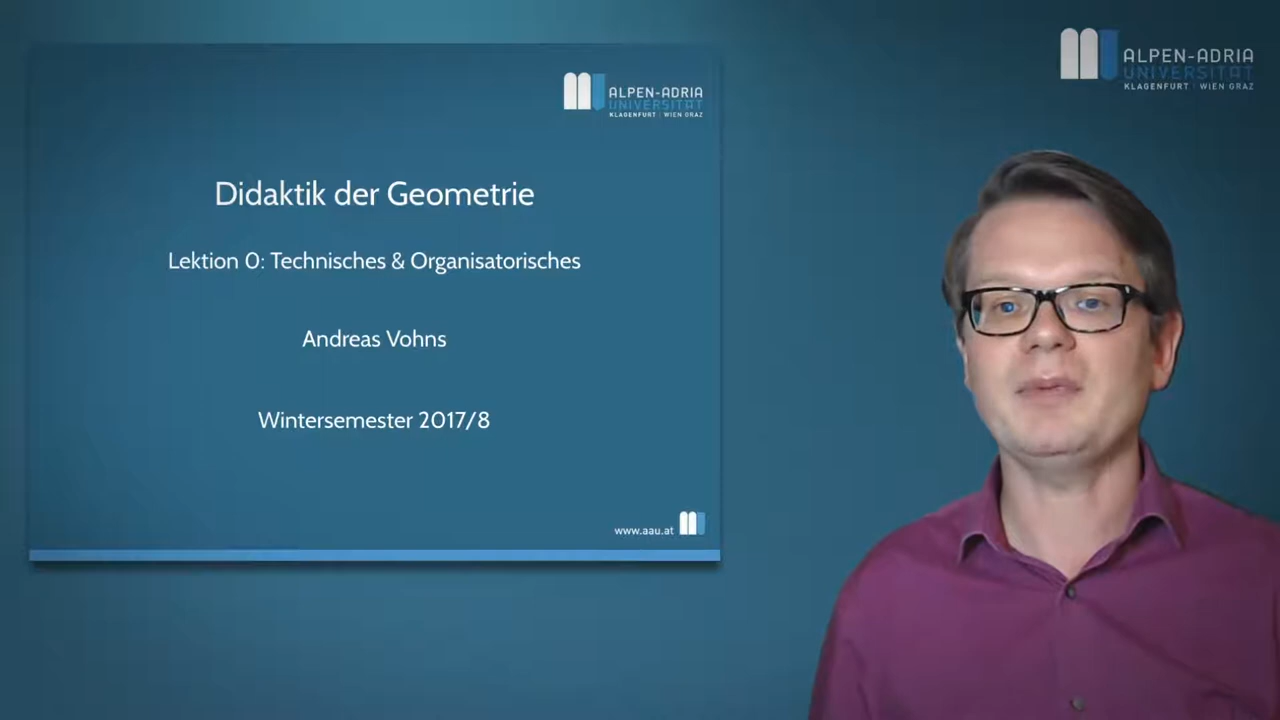 ALPEN-ADRIA
UNIVERSITÄT
KLAGENFURT | WIEN GRAZ
Didaktik der Geometrie
Lektion 0: Technisches & Organisatorisches
Andreas Vohns
Wintersemester 2017/8
www.aau.at
ALPEN-ADRIA
UNIVERSITÄT
KLAGENFURT | WIEN GRAZ